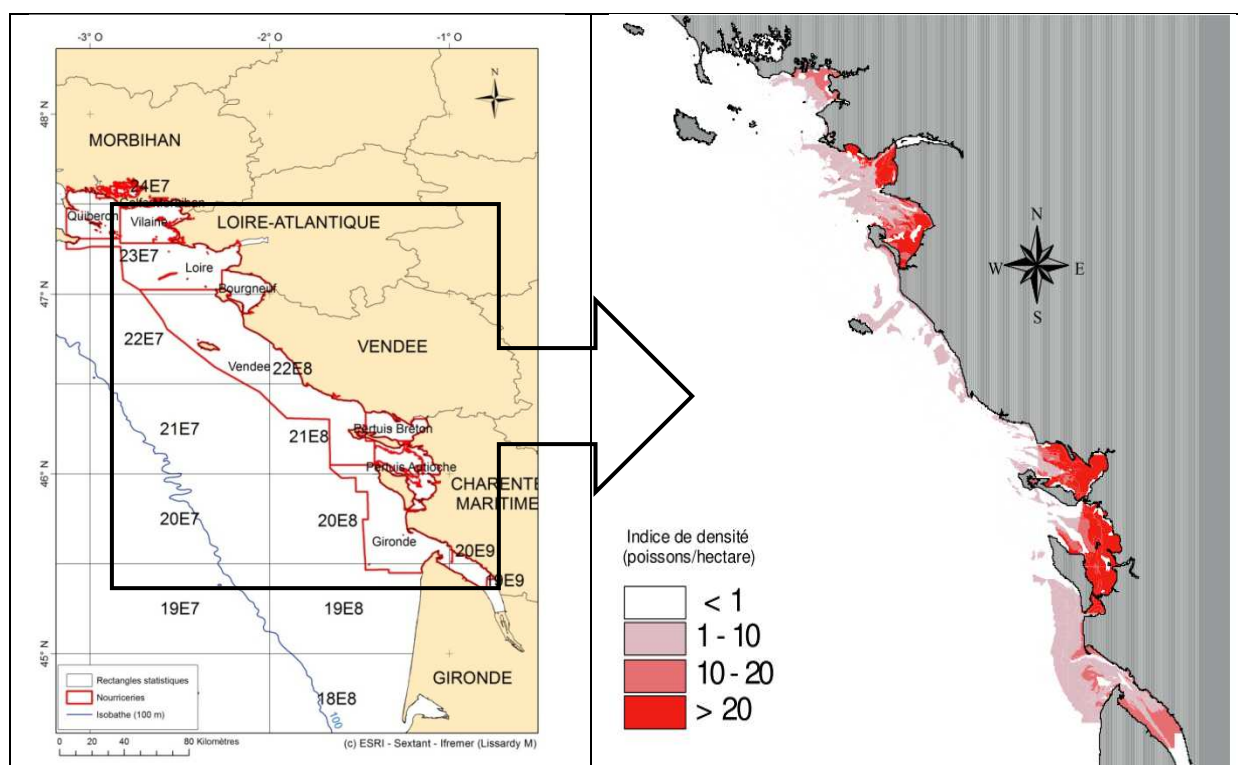 -3° O
-2° O
-1° O
N
48° N
MORBIHAN
24E7
Quiberon
Vilaine
LOIRE-ATLANTIQUE
23E7
Loire
Bourgneuf
47° N
22E7
VENDEE
Vendee
22E8
21E7
21E8
Pertuis Breton
Pertuis Antioche
46° N
CHARENTE
MARITIME
20E7
20E8
Gironde
20E9
19E9
19E7
19E8
45° N
GIRONDE
18E8
100
Rectangles statistiques
Nourriceries
Isobathe (100 m)
0 20 40 80 Kilomètres
(c) ESRI - Sextant - Ifremer (Lissardy M)
N
W E
S
Indice de densité
(poissons/hectare)
< 1
1 - 10
10 - 20
> 20